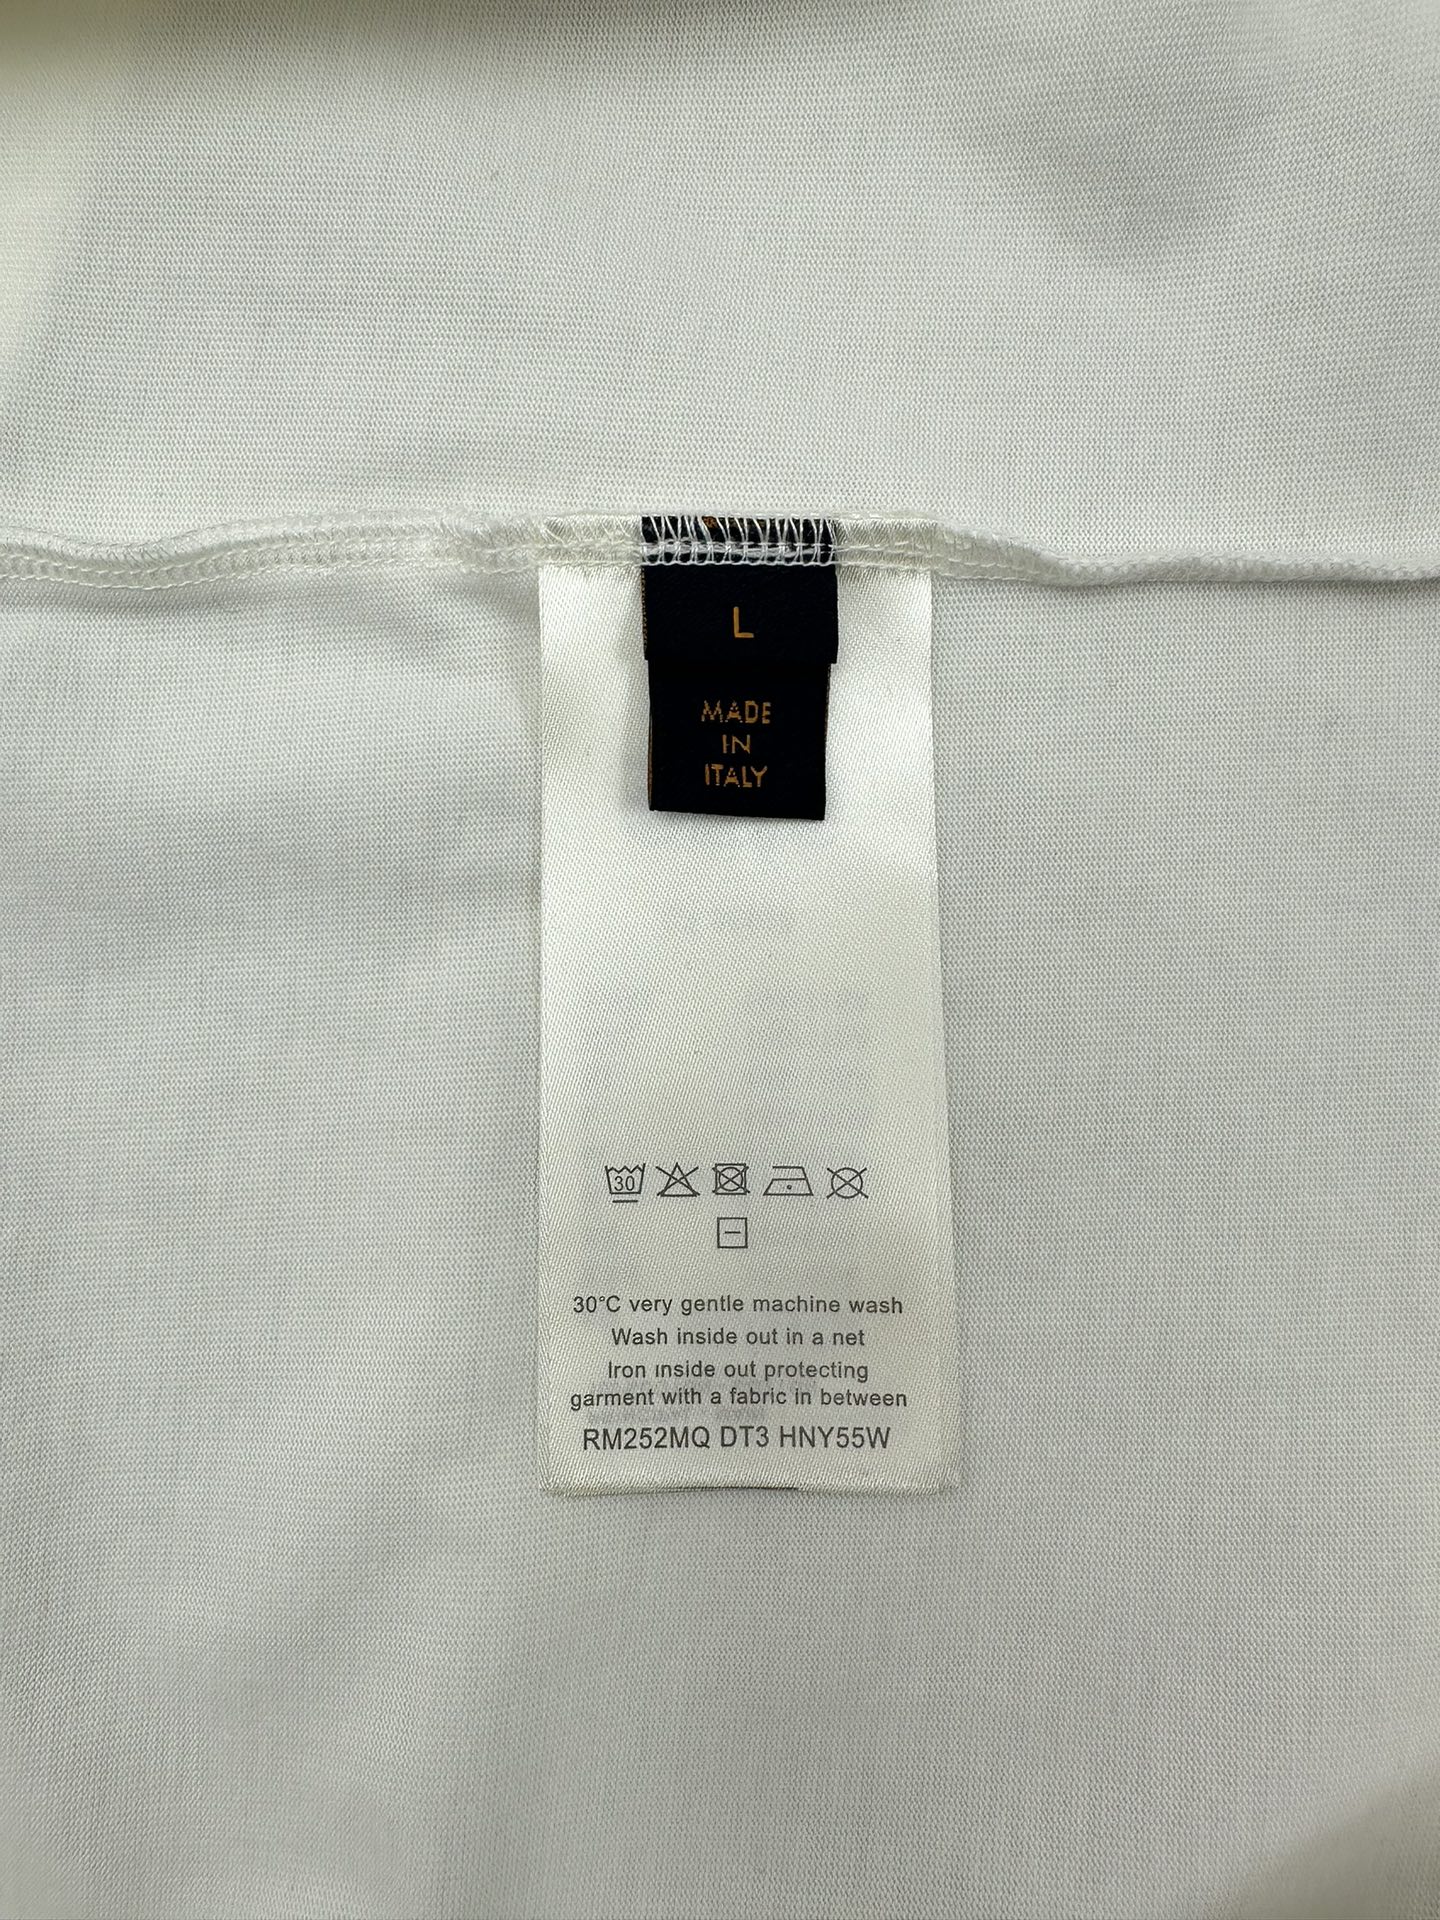 L
MADE
IN
ITALY
30
30°C very gentle machine wash
Wash inside out in a net
Iron inside out protecting
garment with a fabric in between
RM252MQ DT3 HNY55W